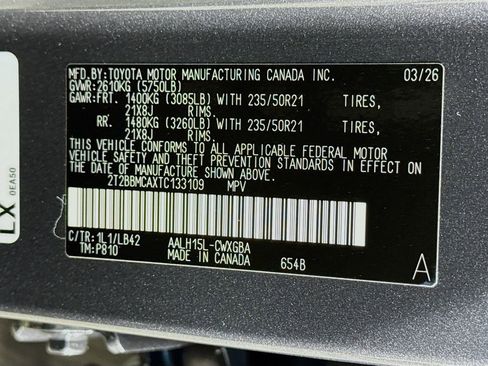 MFD.BY:TOYOTA MOTOR MANUFACTURING CANADA INC. 03/26
GVWR:2610KG (5750LB)
GAWR:FRT. 1400KG (3085LB) WITH 235/50R21 TIRES,
21X8J RIMS.
RR. 1480KG (3260LB) WITH 235/50R21 TIRES,
21X8J RIMS.
THIS VEHICLE CONFORMS TO ALL APPLICABLE FEDERAL MOTOR
VEHICLE SAFETY AND THEFT PREVENTION STANDARDS IN EFFECT ON
THE DATE OF MANUFACTURE SHOWN ABOVE.
2T2BBMCAXTC133109 MPV
C/TR:1L1/LB42 AALH15L-CWXGBA
TM:P810 MADE IN CANADA 654B
A
LX
0EA50